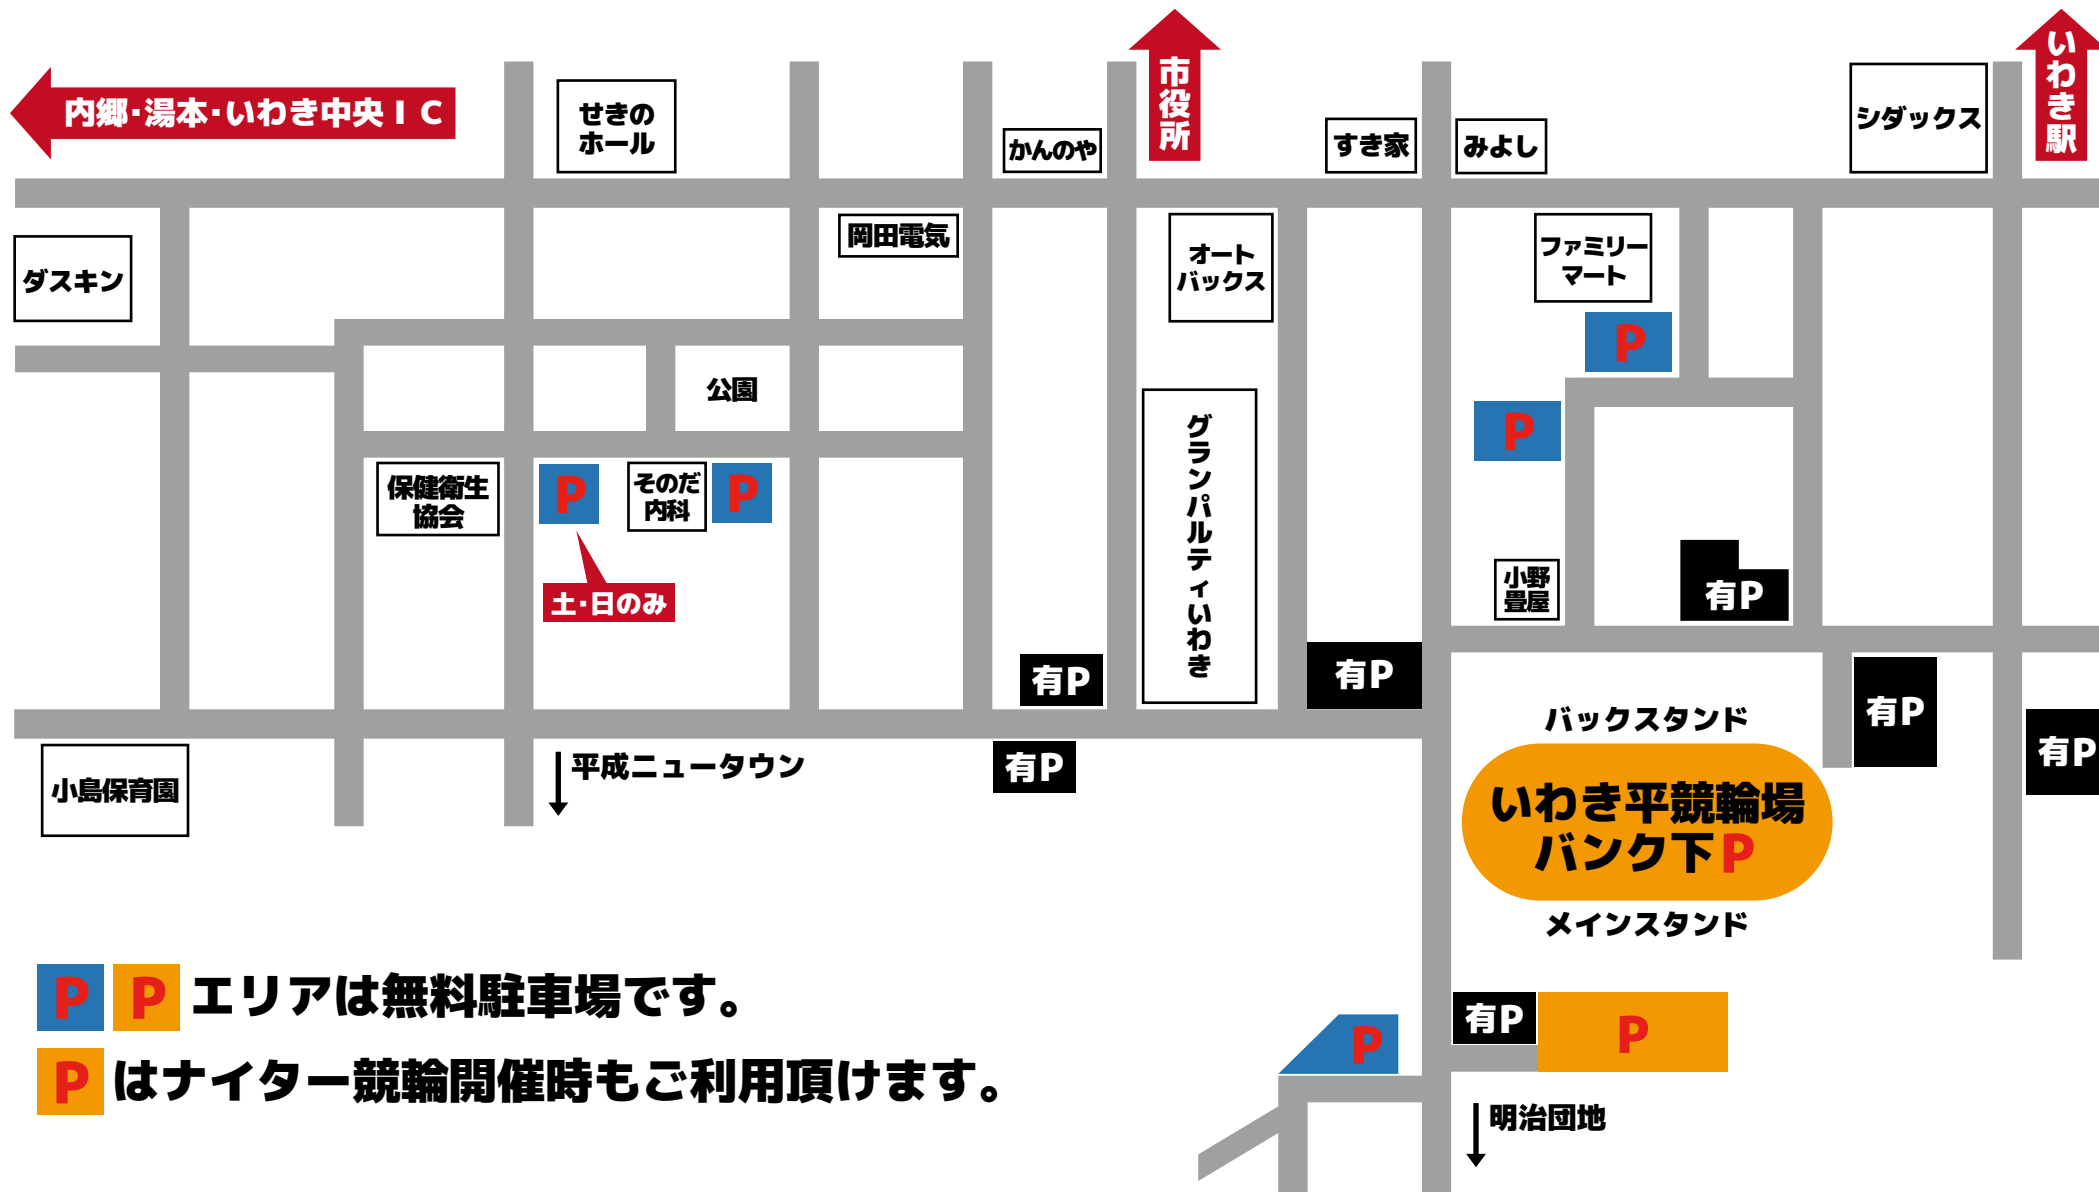 内郷・湯本・いわき中央ＩＣ
せきの
ホール
かんのや
市役所
すき家
みよし
シダックス
いわき駅
ダスキン
岡田電気
オート
バックス
ファミリー
マート
P
公園
グランパルティいわき
P
保健衛生
協会
P
そのだ
内科
P
土・日のみ
小野
畳屋
有P
有P
有P
有P
有P
有P
バックスタンド
いわき平競輪場
バンク下P
メインスタンド
小島保育園
平成ニュータウン
P P エリアは無料駐車場です。
P はナイター競輪開催時もご利用頂けます。
P
有P
P
明治団地